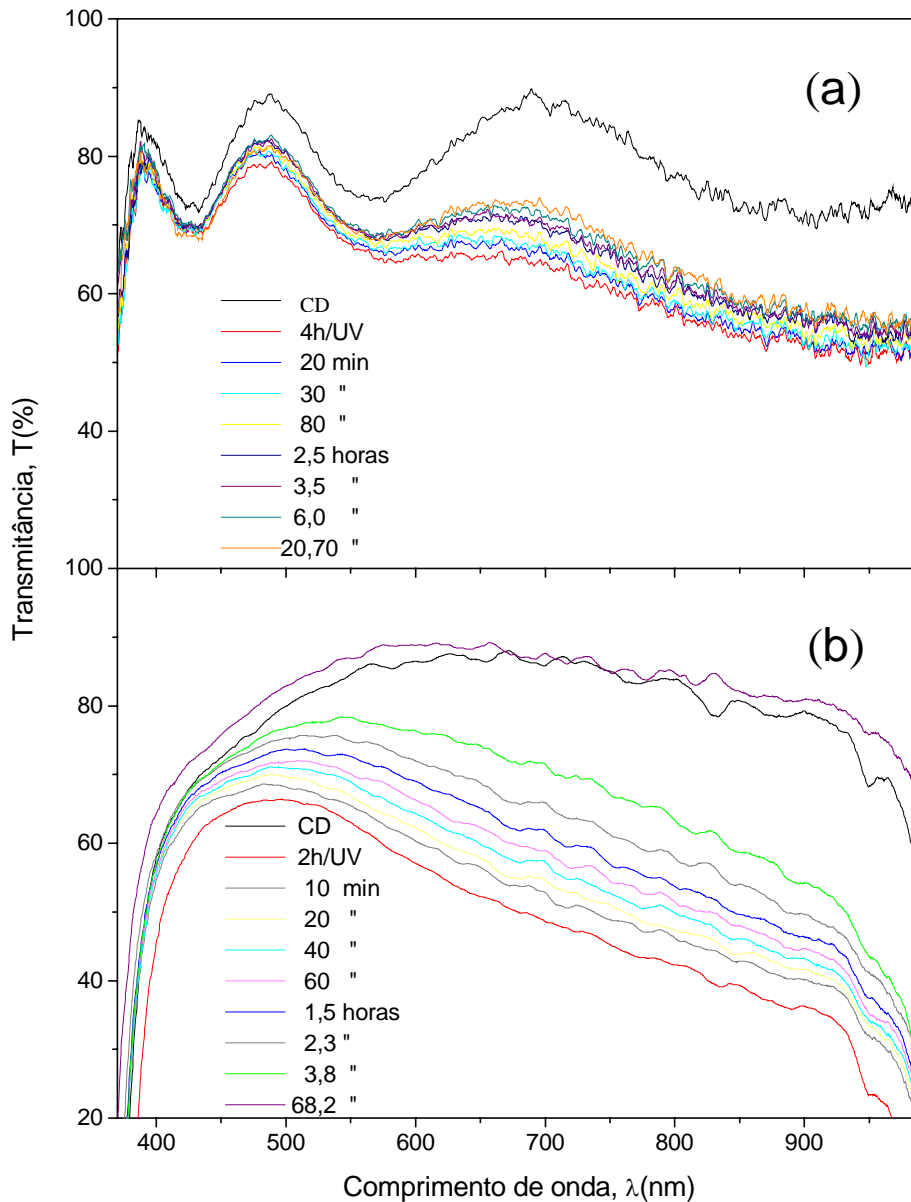 100
(a)
80
60
CD
4h/UV
20 min
30 "
80 "
40
2,5 horas
3,5 "
6,0 "
20,70 "
Transmitância, T(%)
100
(b)
80
60
CD
2h/UV
10 min
20 "
40
40 "
60 "
1,5 horas
2,3 "
3,8 "
68,2 "
20
400 500 600 700 800 900
Comprimento de onda, λ(nm)